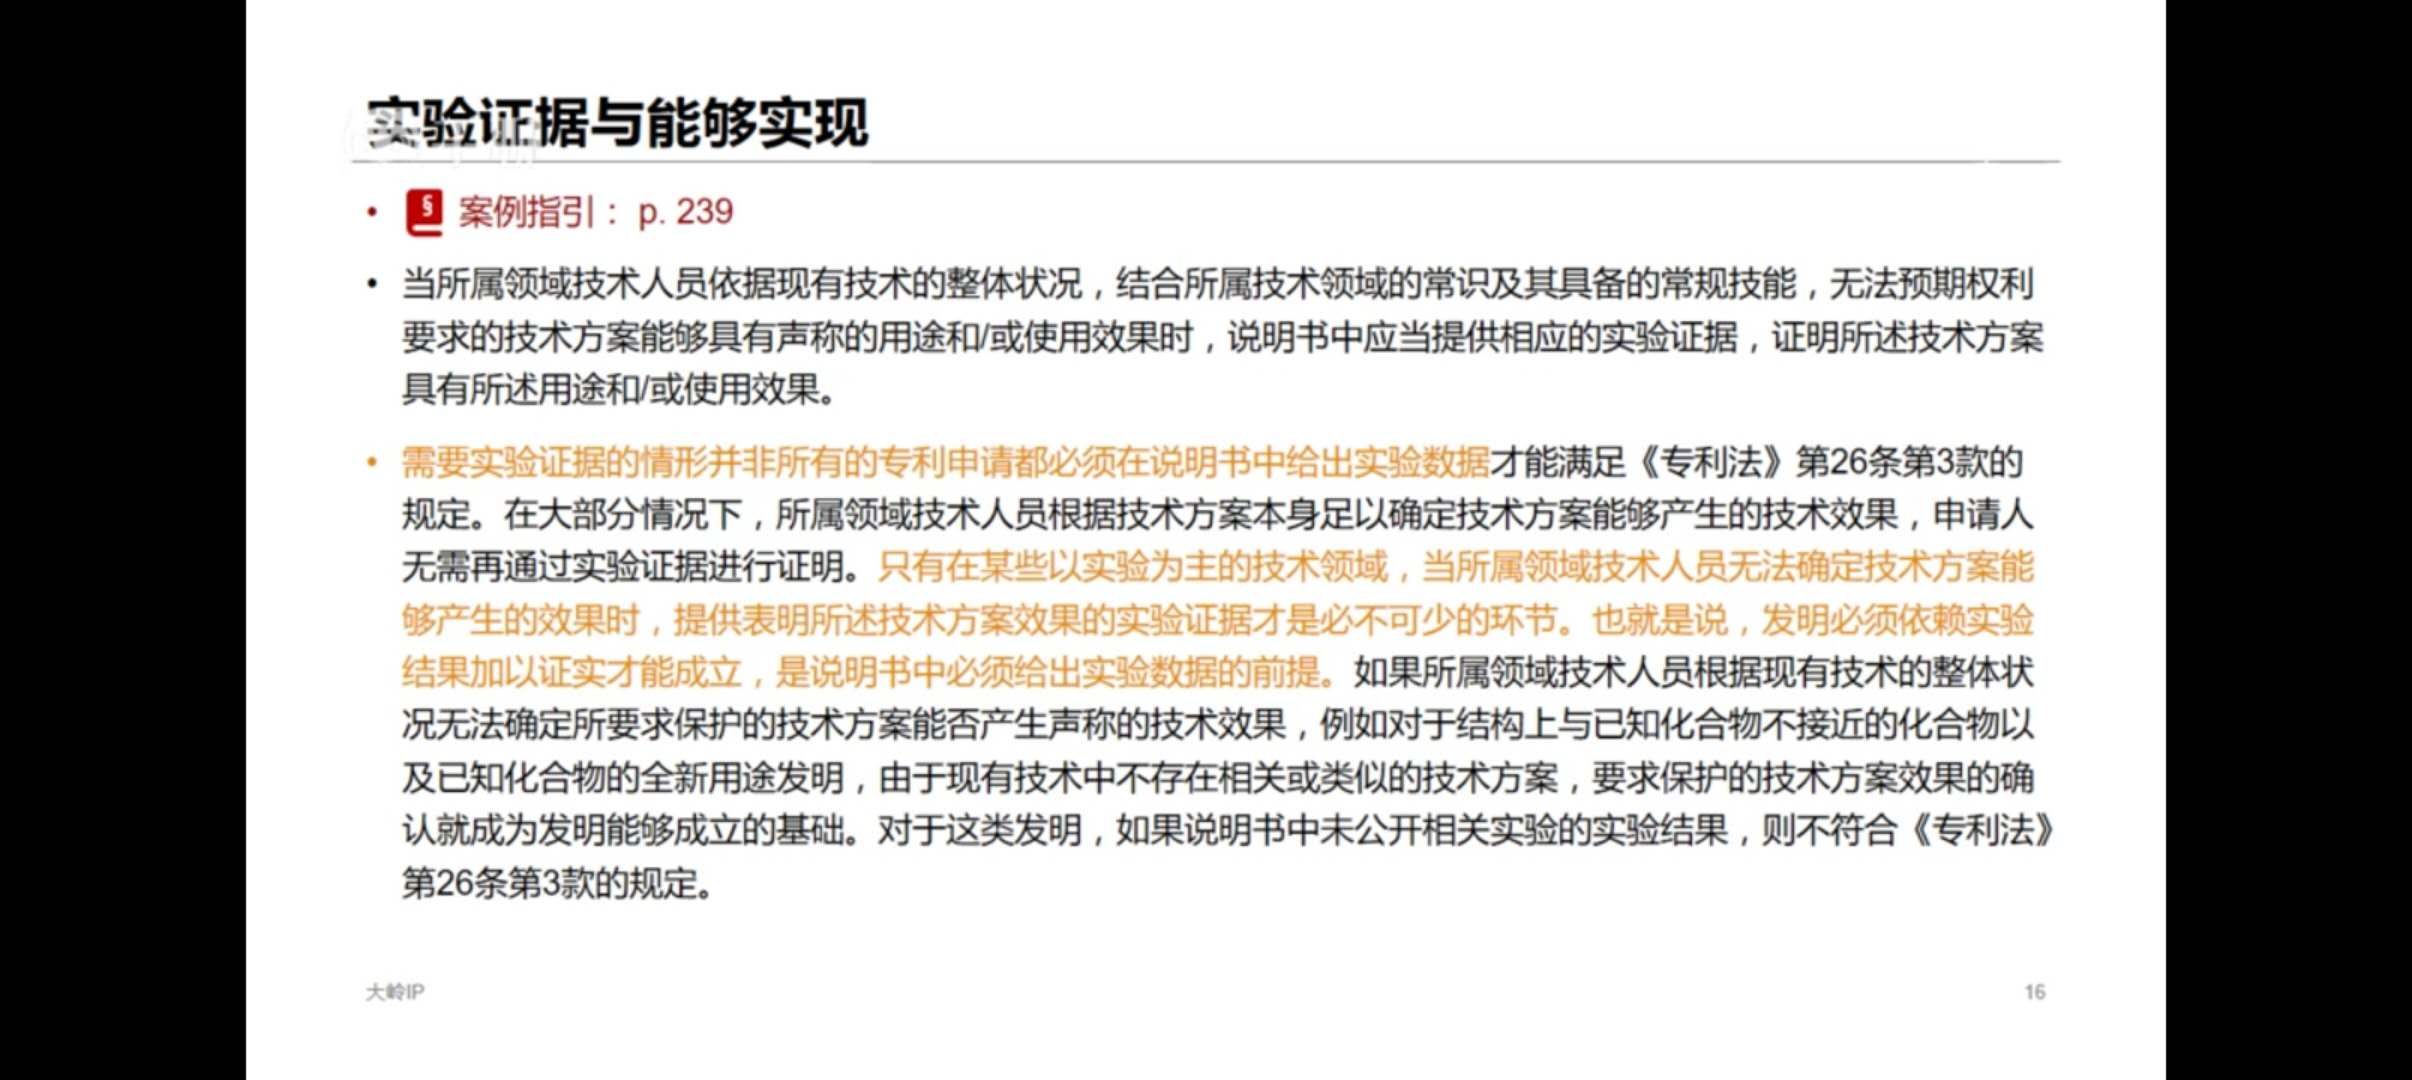 实验证据与能够实现
• § 案例指引： p. 239
• 当所属领域技术人员依据现有技术的整体状况，结合所属技术领域的常识及其具备的常规技能，无法预期权利
要求的技术方案能够具有声称的用途和/或使用效果时，说明书中应当提供相应的实验证据，证明所述技术方案
具有所述用途和/或使用效果。
• 需要实验证据的情形并非所有的专利申请都必须在说明书中给出实验数据才能满足《专利法》第26条第3款的
规定。在大部分情况下，所属领域技术人员根据技术方案本身足以确定技术方案能够产生的技术效果，申请人
无需再通过实验证据进行证明。只有在某些以实验为主的技术领域，当所属领域技术人员无法确定技术方案能
够产生的效果时，提供表明所述技术方案效果的实验证据才是必不可少的环节。也就是说，发明必须依赖实验
结果加以证实才能成立，是说明书中必须给出实验数据的前提。如果所属领域技术人员根据现有技术的整体状
况无法确定所要求保护的技术方案能否产生声称的技术效果，例如对于结构上与已知化合物不接近的化合物以
及已知化合物的全新用途发明，由于现有技术中不存在相关或类似的技术方案，要求保护的技术方案效果的确
认就成为发明能够成立的基础。对于这类发明，如果说明书中未公开相关实验的实验结果，则不符合《专利法》
第26条第3款的规定。
大岭IP
16